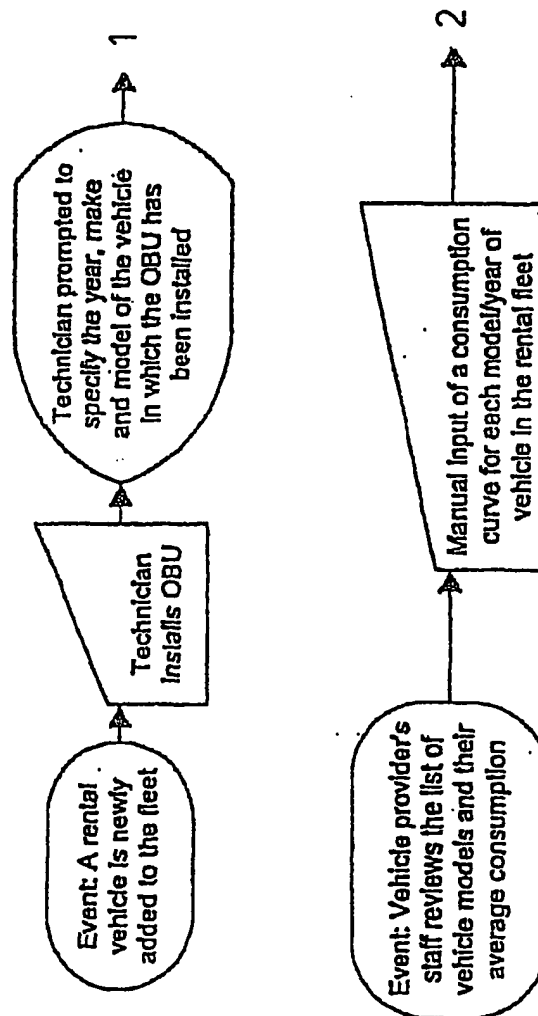 Event: A rental
vehicle is newly
added to the fleet
Technician
Installs OBU
Technician prompted to
specify the year, make
and model of the vehicle
in which the OBU has
been installed
1
Event: Vehicle provider's
staff reviews the list of
vehicle models and their
average consumption
Manual Input of a consumption
curve for each model/year of
vehicle in the rental fleet
2